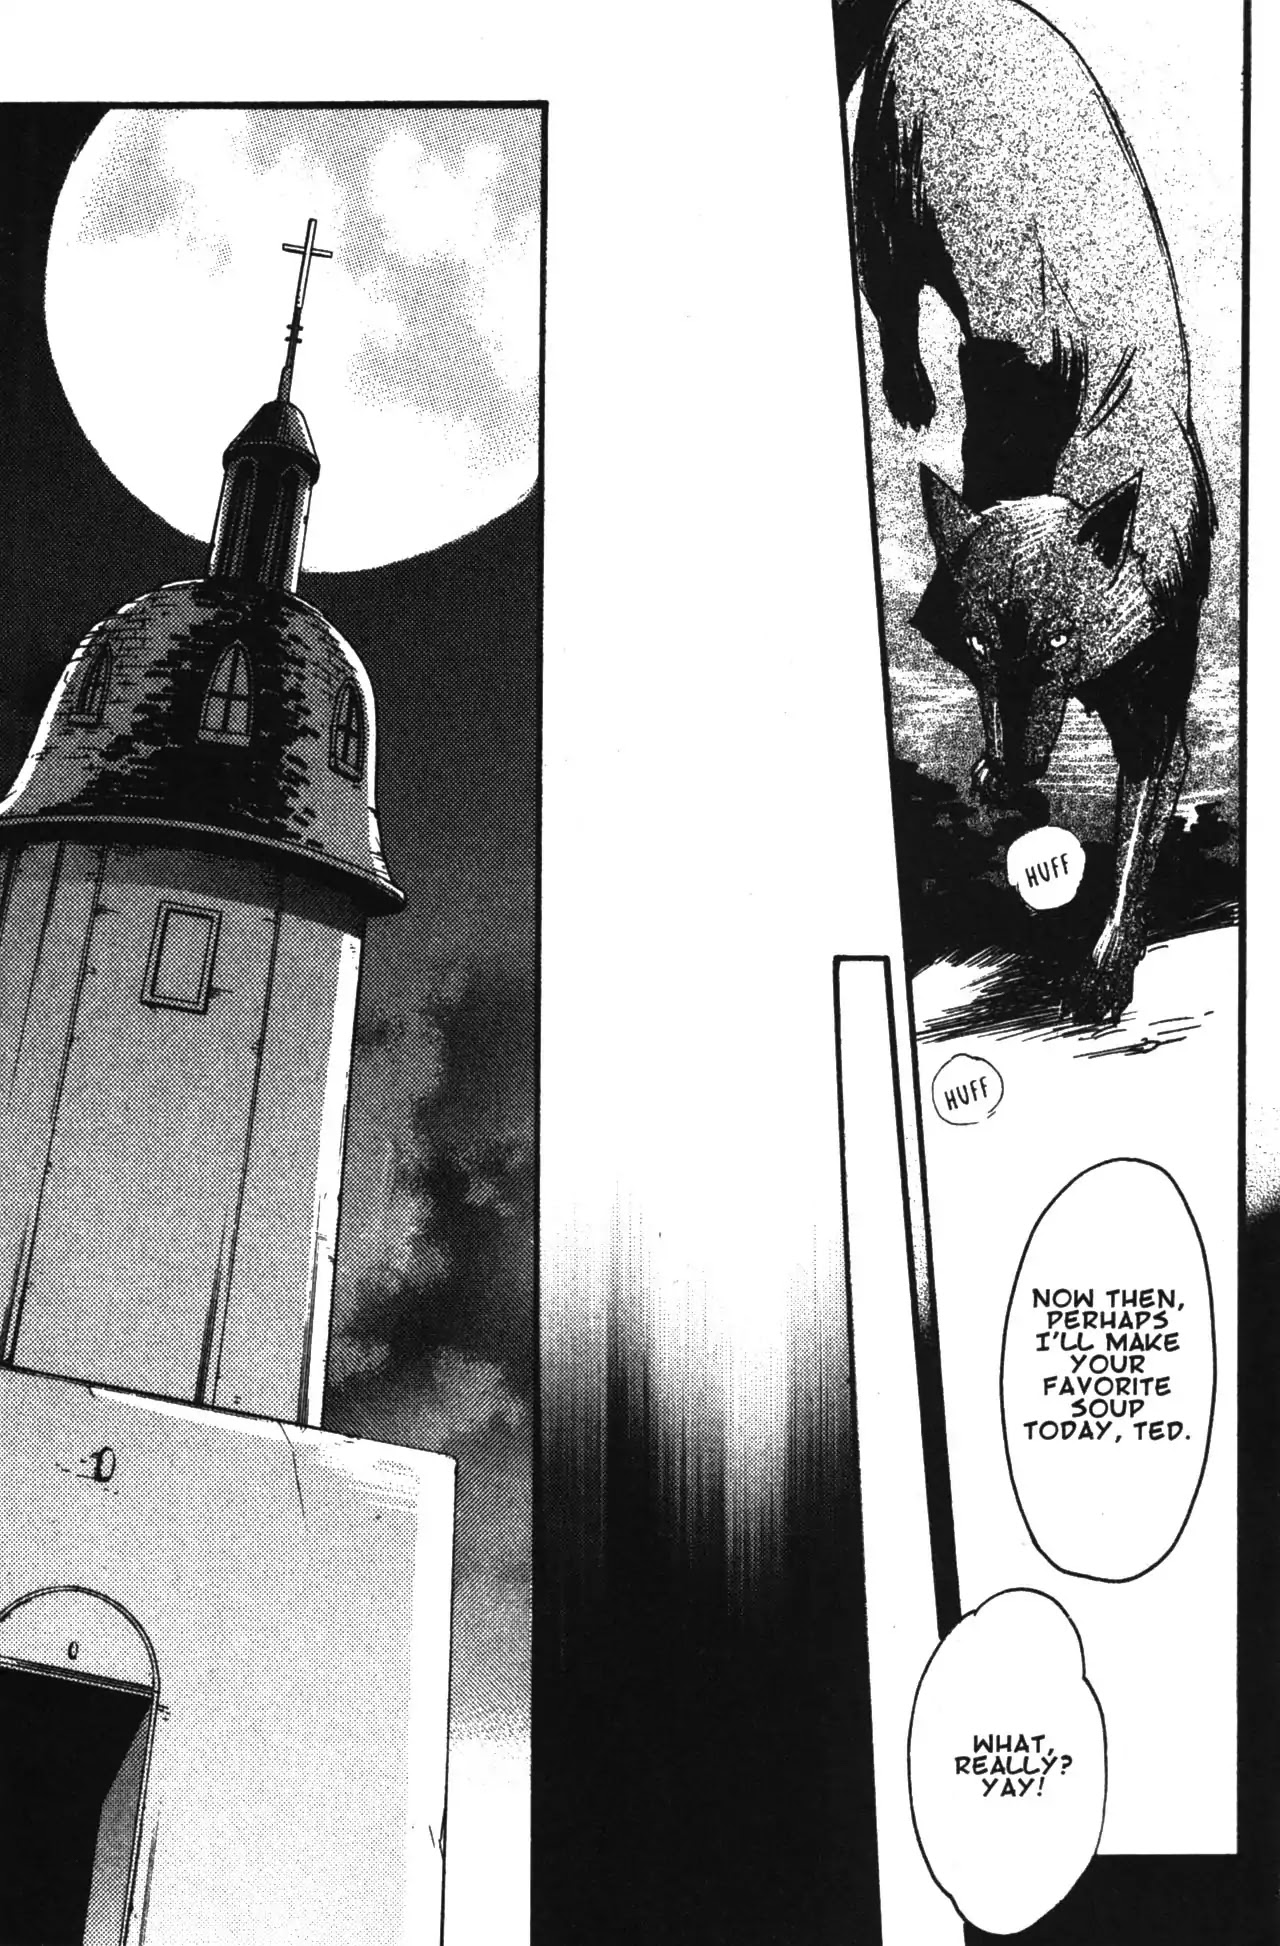 HUFF
HUFF
NOW THEN,
PERHAPS
I'LL MAKE
YOUR
FAVORITE
SOUP
TODAY, TED.
WHAT,
REALLY?
YAY!